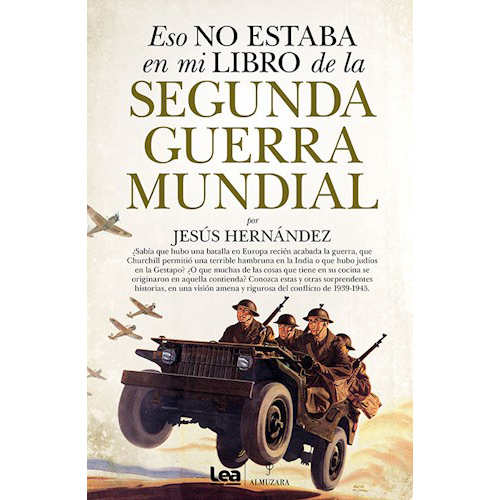 Eso NO ESTABA
en mi LIBRO de la
SEGUNDA
GUERRA
MUNDIAL
por
JESÚS HERNÁNDEZ
¿Sabía que hubo una batalla en Europa recién acabada la guerra, que
Churchill permitió una terrible hambruna en la India o que hubo judíos
en la Gestapo? ¿O que muchas de las cosas que tiene en su cocina se
originaron en aquella contienda? Conozca estas y otras sorprendentes
historias, en una visión amena y rigurosa del conflicto de 1939-1945.
Lea
ALMUZARA